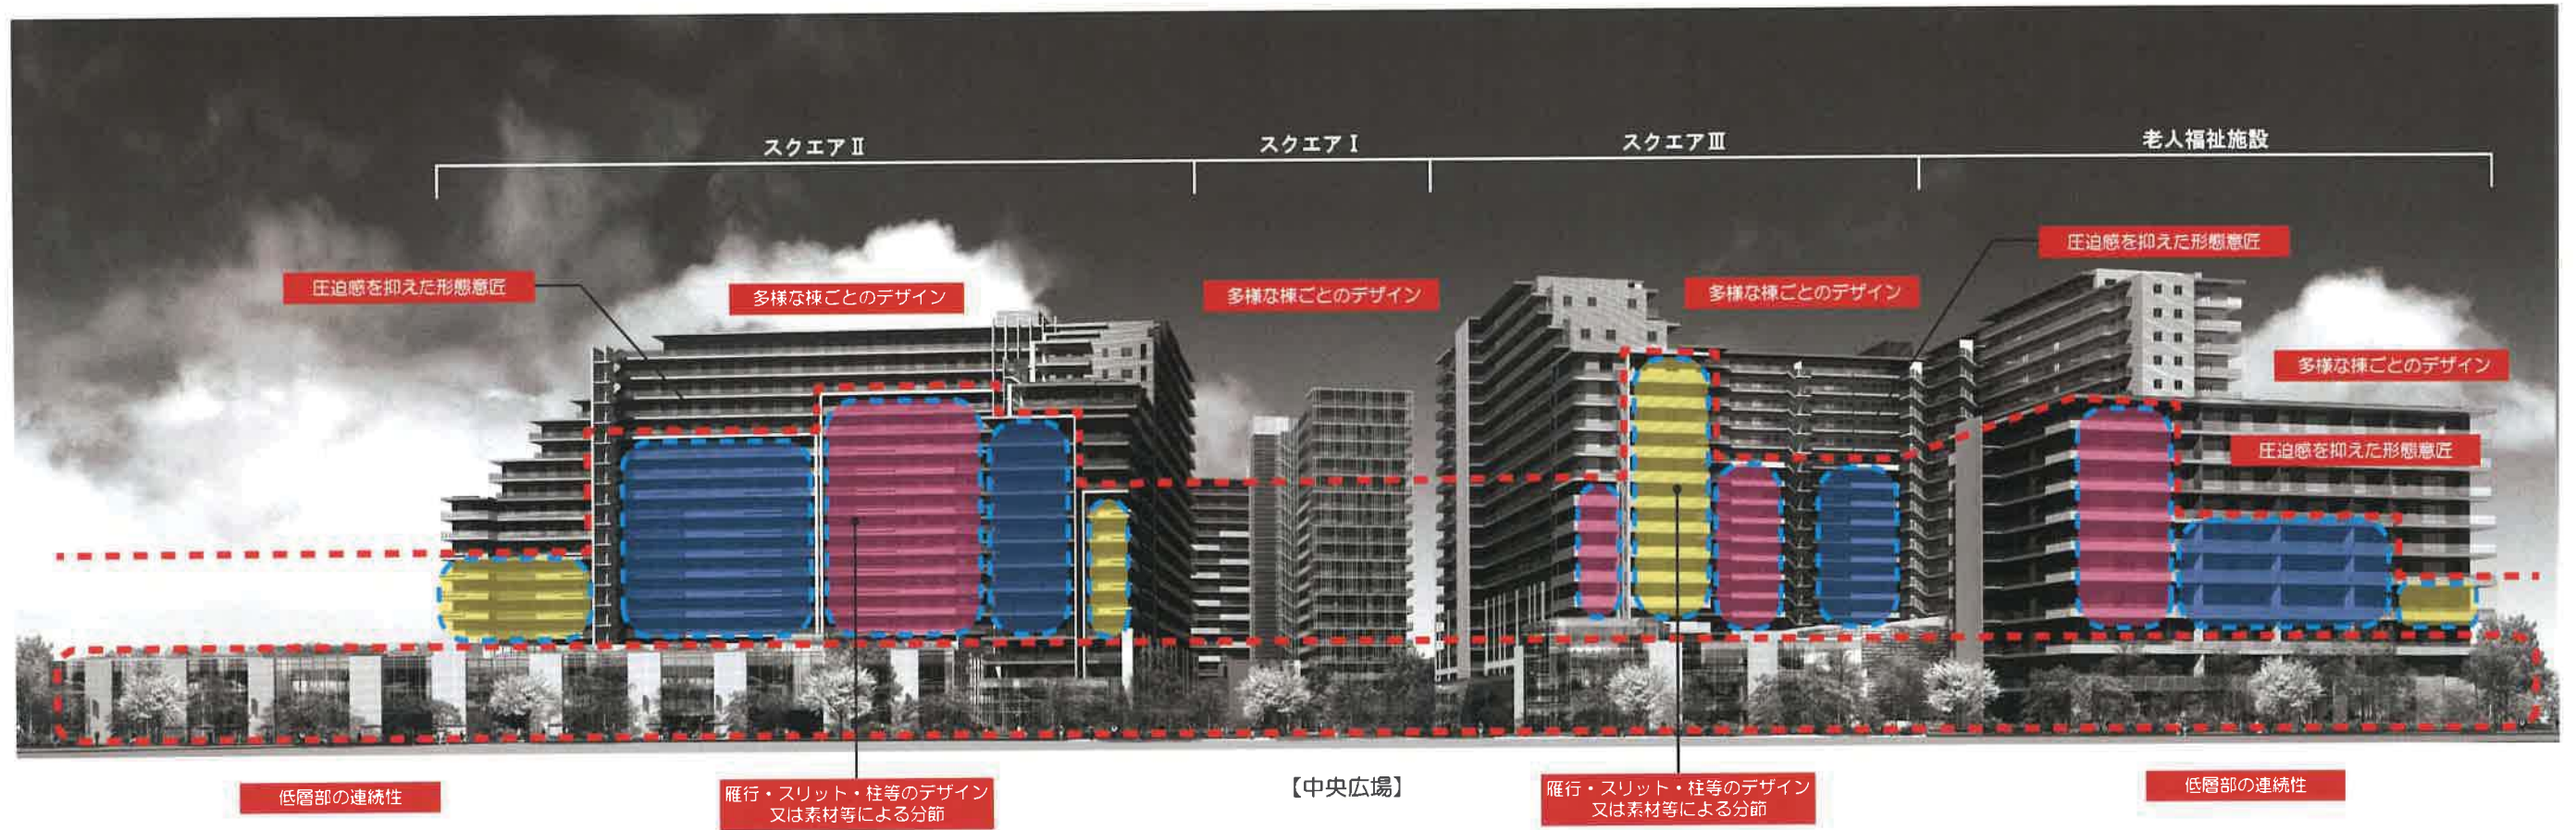 スクエアⅡ
スクエアⅠ
スクエアⅢ
老人福祉施設
圧迫感を抑えた形態意匠
圧迫感を抑えた形態意匠
多様な棟ごとのデザイン
多様な棟ごとのデザイン
多様な棟ごとのデザイン
多様な棟ごとのデザイン
圧迫感を抑えた形態意匠
低層部の連続性
雁行・スリット・柱等のデザイン
又は素材等による分節
【中央広場】
雁行・スリット・柱等のデザイン
又は素材等による分節
低層部の連続性